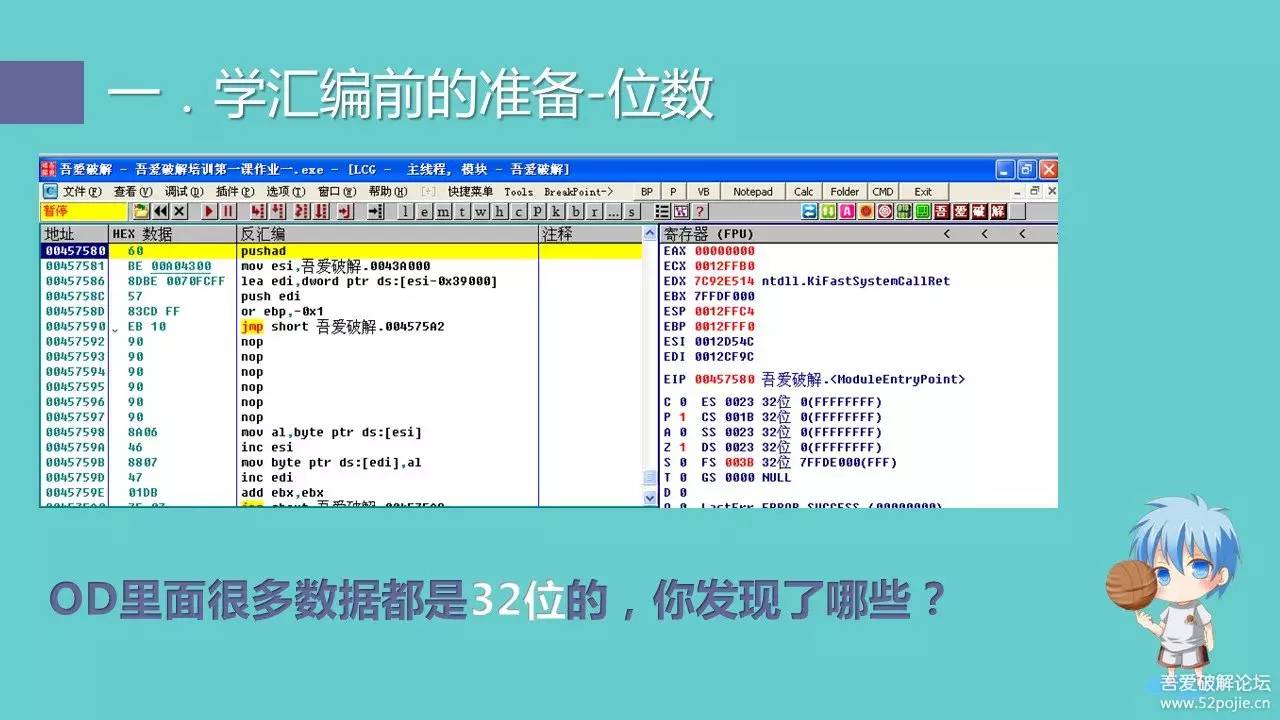 一．学汇编前的准备-位数
吾爱破解 - 吾爱破解培训第一课作业一.exe - [LCG - 主线程, 模块 - 吾爱破解]
C 文件(F) 查看(V) 调试(D) 插件(P) 选项(T) 窗口(W) 帮助(H) [+] 快捷菜单 Tools BreakPoint-> BP P VB Notepad Calc Folder CMD Exit
暂停 l e m t w h c P k b r ... s ? 吾 爱 破 解
地址 HEX 数据 反汇编 注释
00457580 60 pushad
00457581 BE 00A04300 mov esi,吾爱破解.0043A000
00457586 8DBE 0070FCFF lea edi,dword ptr ds:[esi-0x39000]
0045758C 57 push edi
0045758D 83CD FF or ebp,-0x1
00457590 EB 10 jmp short 吾爱破解.004575A2
00457592 90 nop
00457593 90 nop
00457594 90 nop
00457595 90 nop
00457596 90 nop
00457597 90 nop
00457598 8A06 mov al,byte ptr ds:[esi]
0045759A 46 inc esi
0045759B 8807 mov byte ptr ds:[edi],al
0045759D 47 inc edi
0045759E 01DB add ebx,ebx
寄存器 (FPU) < < <
EAX 00000000
ECX 0012FFB0
EDX 7C92E514 ntdll.KiFastSystemCallRet
EBX 7FFDF000
ESP 0012FFC4
EBP 0012FFF0
ESI 0012D54C
EDI 0012CF9C
EIP 00457580 吾爱破解.<ModuleEntryPoint>
C 0 ES 0023 32位 0(FFFFFFFF)
P 1 CS 001B 32位 0(FFFFFFFF)
A 0 SS 0023 32位 0(FFFFFFFF)
Z 1 DS 0023 32位 0(FFFFFFFF)
S 0 FS 003B 32位 7FFDE000(FFF)
T 0 GS 0000 NULL
D 0
O 0 LastErr ERROR_SUCCESS (00000000)
OD里面很多数据都是32位的，你发现了哪些？
吾爱破解论坛
www.52pojie.cn